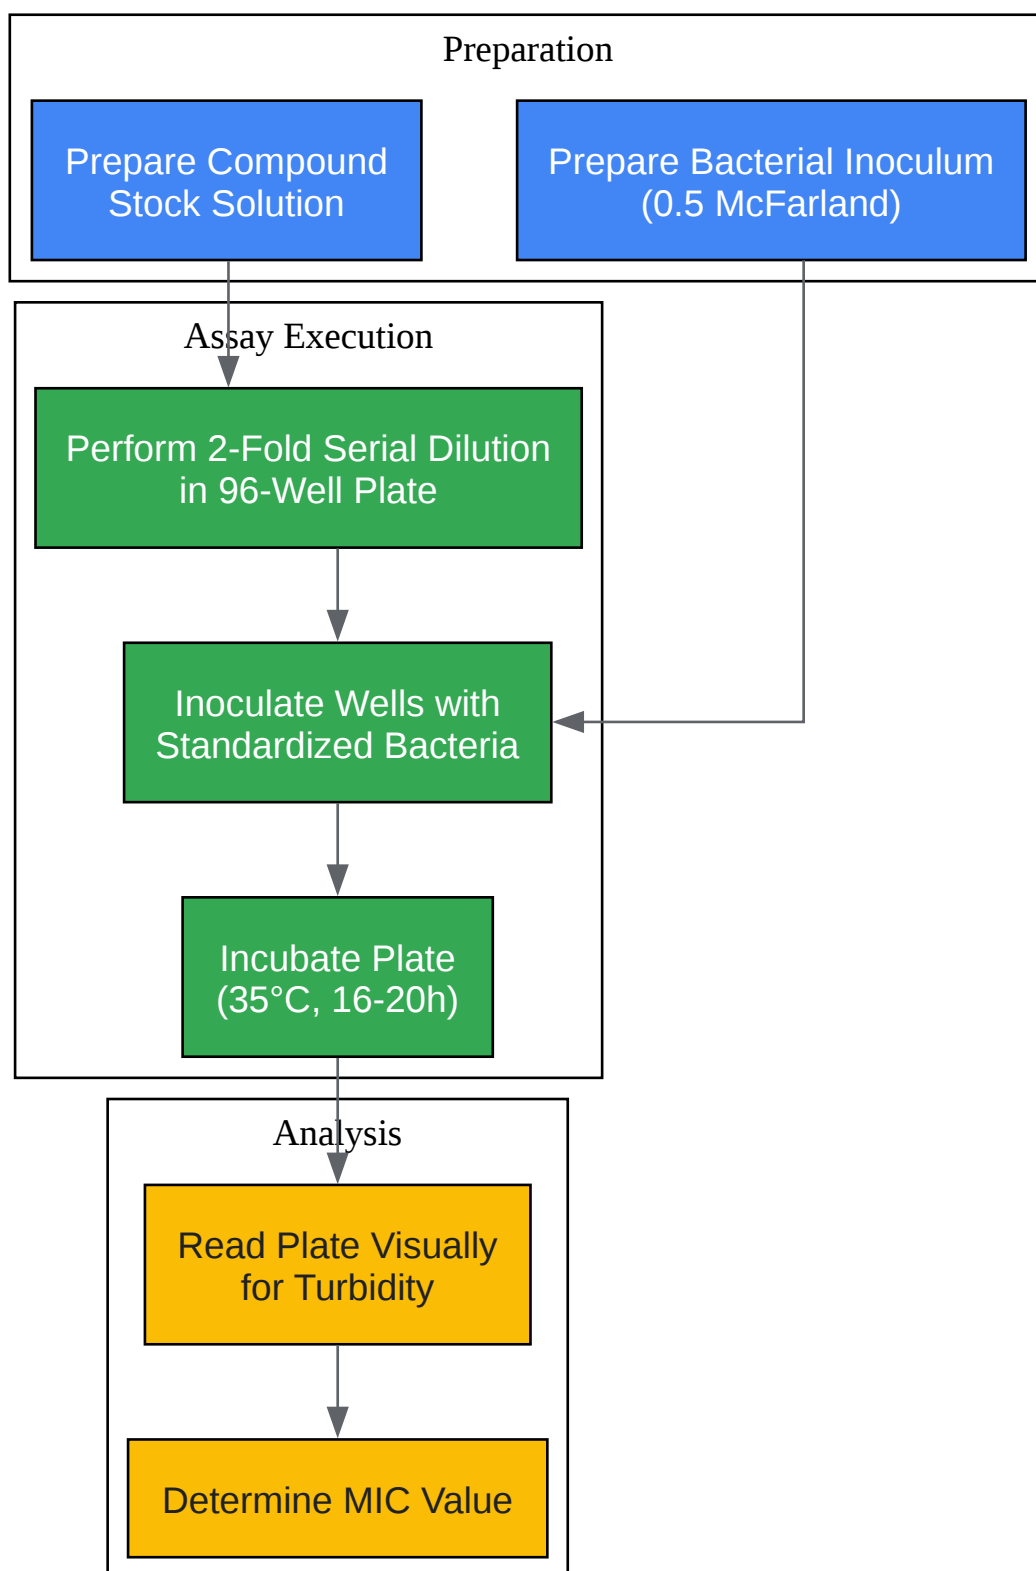 Preparation
Prepare Compound
Stock Solution
Prepare Bacterial Inoculum
(0.5 McFarland)
Assay Execution
Perform 2-Fold Serial Dilution
in 96-Well Plate
Inoculate Wells with
Standardized Bacteria
Incubate Plate
(35°C, 16-20h)
Analysis
Read Plate Visually
for Turbidity
Determine MIC Value